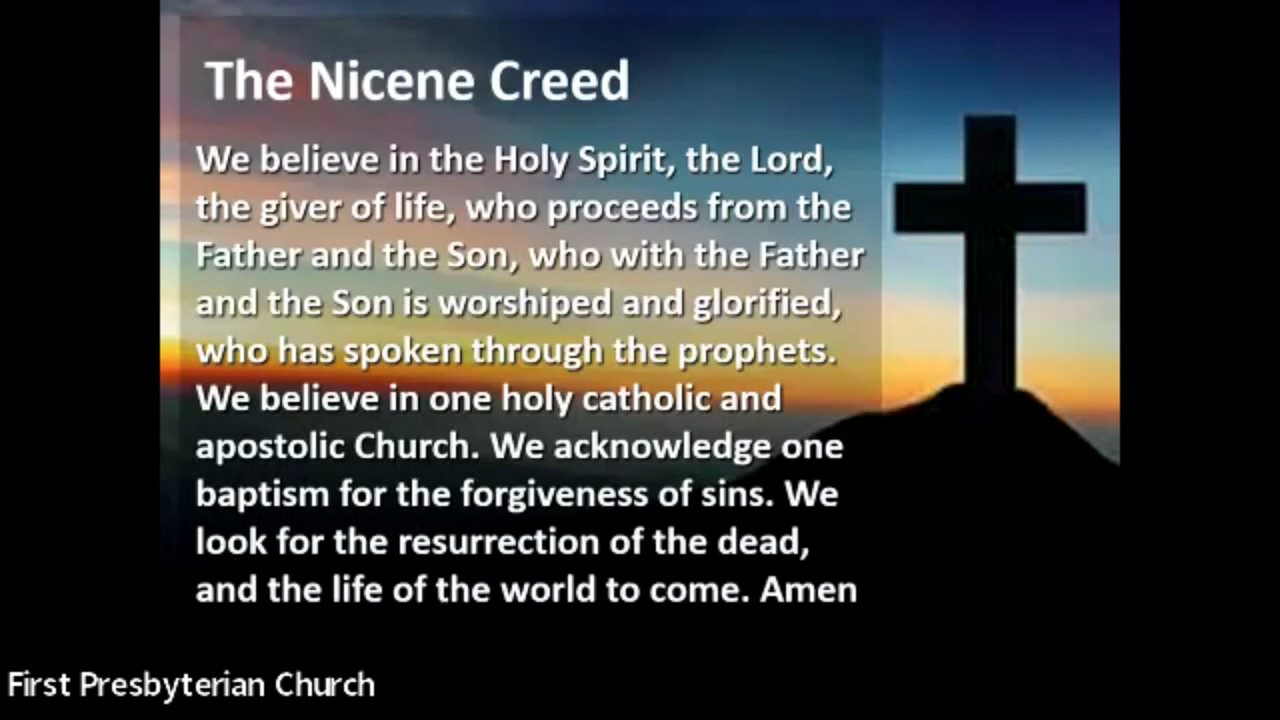 The Nicene Creed
We believe in the Holy Spirit, the Lord,
the giver of life, who proceeds from the
Father and the Son, who with the Father
and the Son is worshiped and glorified,
who has spoken through the prophets.
We believe in one holy catholic and
apostolic Church. We acknowledge one
baptism for the forgiveness of sins. We
look for the resurrection of the dead,
and the life of the world to come. Amen
First Presbyterian Church